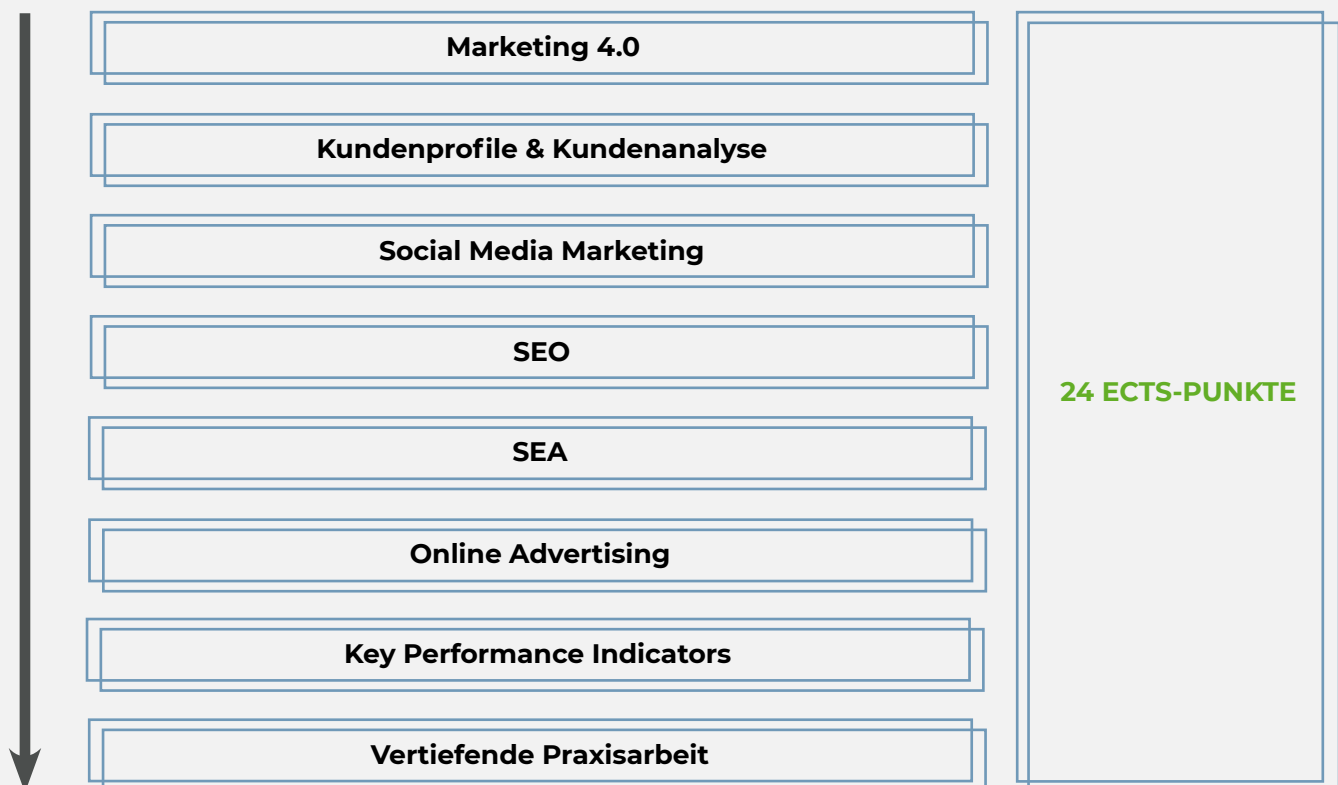 Marketing 4.0
Kundenprofile & Kundenanalyse
Social Media Marketing
SEO
SEA
Online Advertising
Key Performance Indicators
Vertiefende Praxisarbeit
24 ECTS-PUNKTE